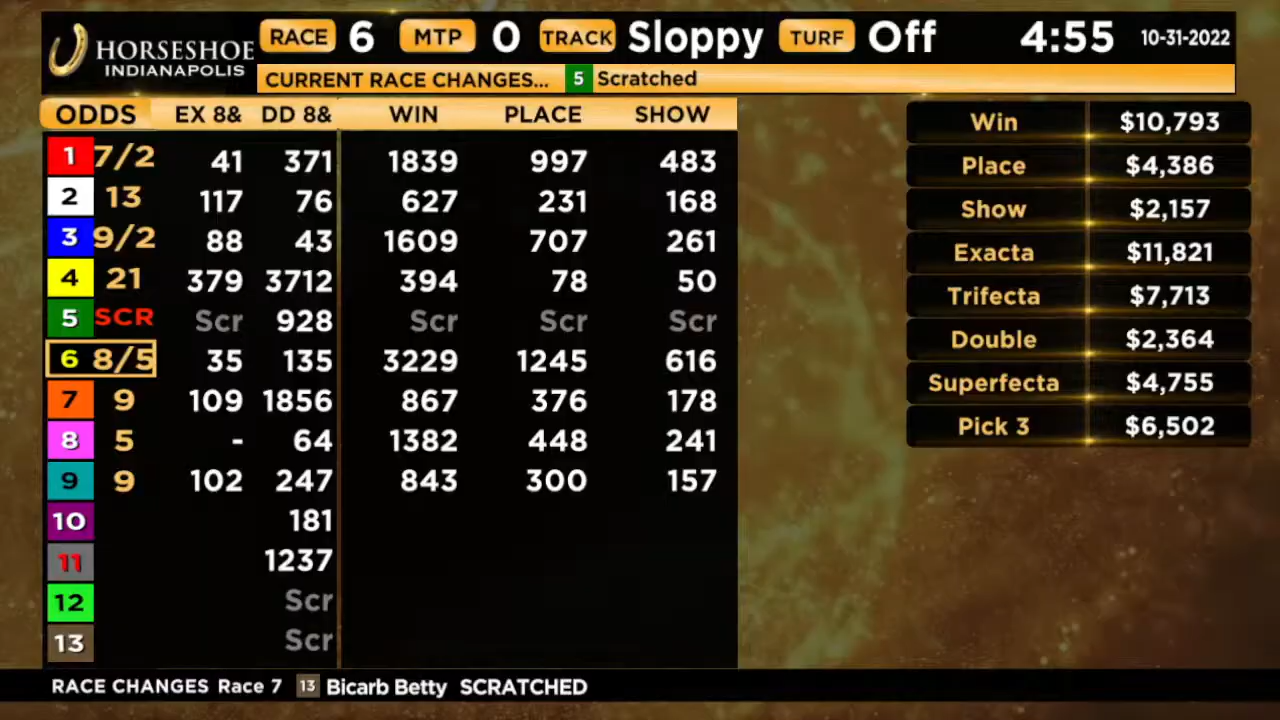 HORSESHOE
INDIANAPOLIS
RACE 6 MTP 0 TRACK Sloppy TURF Off 4:55 10-31-2022
CURRENT RACE CHANGES... 5 Scratched
ODDS EX 8& DD 8& WIN PLACE SHOW
1 7/2 41 371 1839 997 483
2 13 117 76 627 231 168
3 9/2 88 43 1609 707 261
4 21 379 3712 394 78 50
5 SCR Scr 928 Scr Scr Scr
6 8/5 35 135 3229 1245 616
7 9 109 1856 867 376 178
8 5 - 64 1382 448 241
9 9 102 247 843 300 157
10 181
11 1237
12 Scr
13 Scr
Win $10,793
Place $4,386
Show $2,157
Exacta $11,821
Trifecta $7,713
Double $2,364
Superfecta $4,755
Pick 3 $6,502
RACE CHANGES Race 7 13 Bicarb Betty SCRATCHED